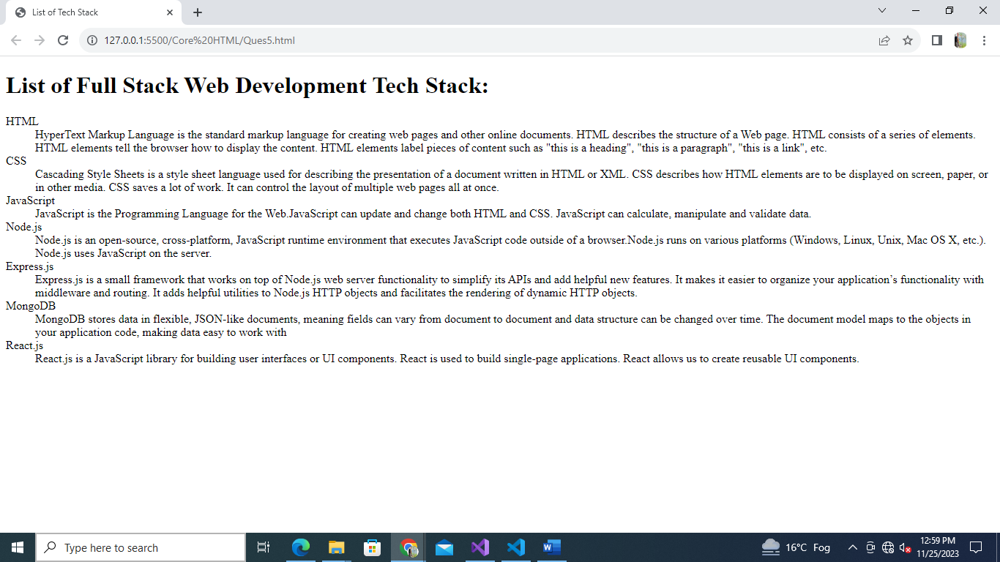 List of Tech Stack
127.0.0.1:5500/Core%20HTML/Ques5.html
List of Full Stack Web Development Tech Stack:
HTML
HyperText Markup Language is the standard markup language for creating web pages and other online documents. HTML describes the structure of a Web page. HTML consists of a series of elements.
HTML elements tell the browser how to display the content. HTML elements label pieces of content such as "this is a heading", "this is a paragraph", "this is a link", etc.
CSS
Cascading Style Sheets is a style sheet language used for describing the presentation of a document written in HTML or XML. CSS describes how HTML elements are to be displayed on screen, paper, or
in other media. CSS saves a lot of work. It can control the layout of multiple web pages all at once.
JavaScript
JavaScript is the Programming Language for the Web.JavaScript can update and change both HTML and CSS. JavaScript can calculate, manipulate and validate data.
Node.js
Node.js is an open-source, cross-platform, JavaScript runtime environment that executes JavaScript code outside of a browser.Node.js runs on various platforms (Windows, Linux, Unix, Mac OS X, etc.).
Node.js uses JavaScript on the server.
Express.js
Express.js is a small framework that works on top of Node.js web server functionality to simplify its APIs and add helpful new features. It makes it easier to organize your application’s functionality with
middleware and routing. It adds helpful utilities to Node.js HTTP objects and facilitates the rendering of dynamic HTTP objects.
MongoDB
MongoDB stores data in flexible, JSON-like documents, meaning fields can vary from document to document and data structure can be changed over time. The document model maps to the objects in
your application code, making data easy to work with
React.js
React.js is a JavaScript library for building user interfaces or UI components. React is used to build single-page applications. React allows us to create reusable UI components.
Type here to search
W
16°C Fog
12:59 PM
11/25/2023